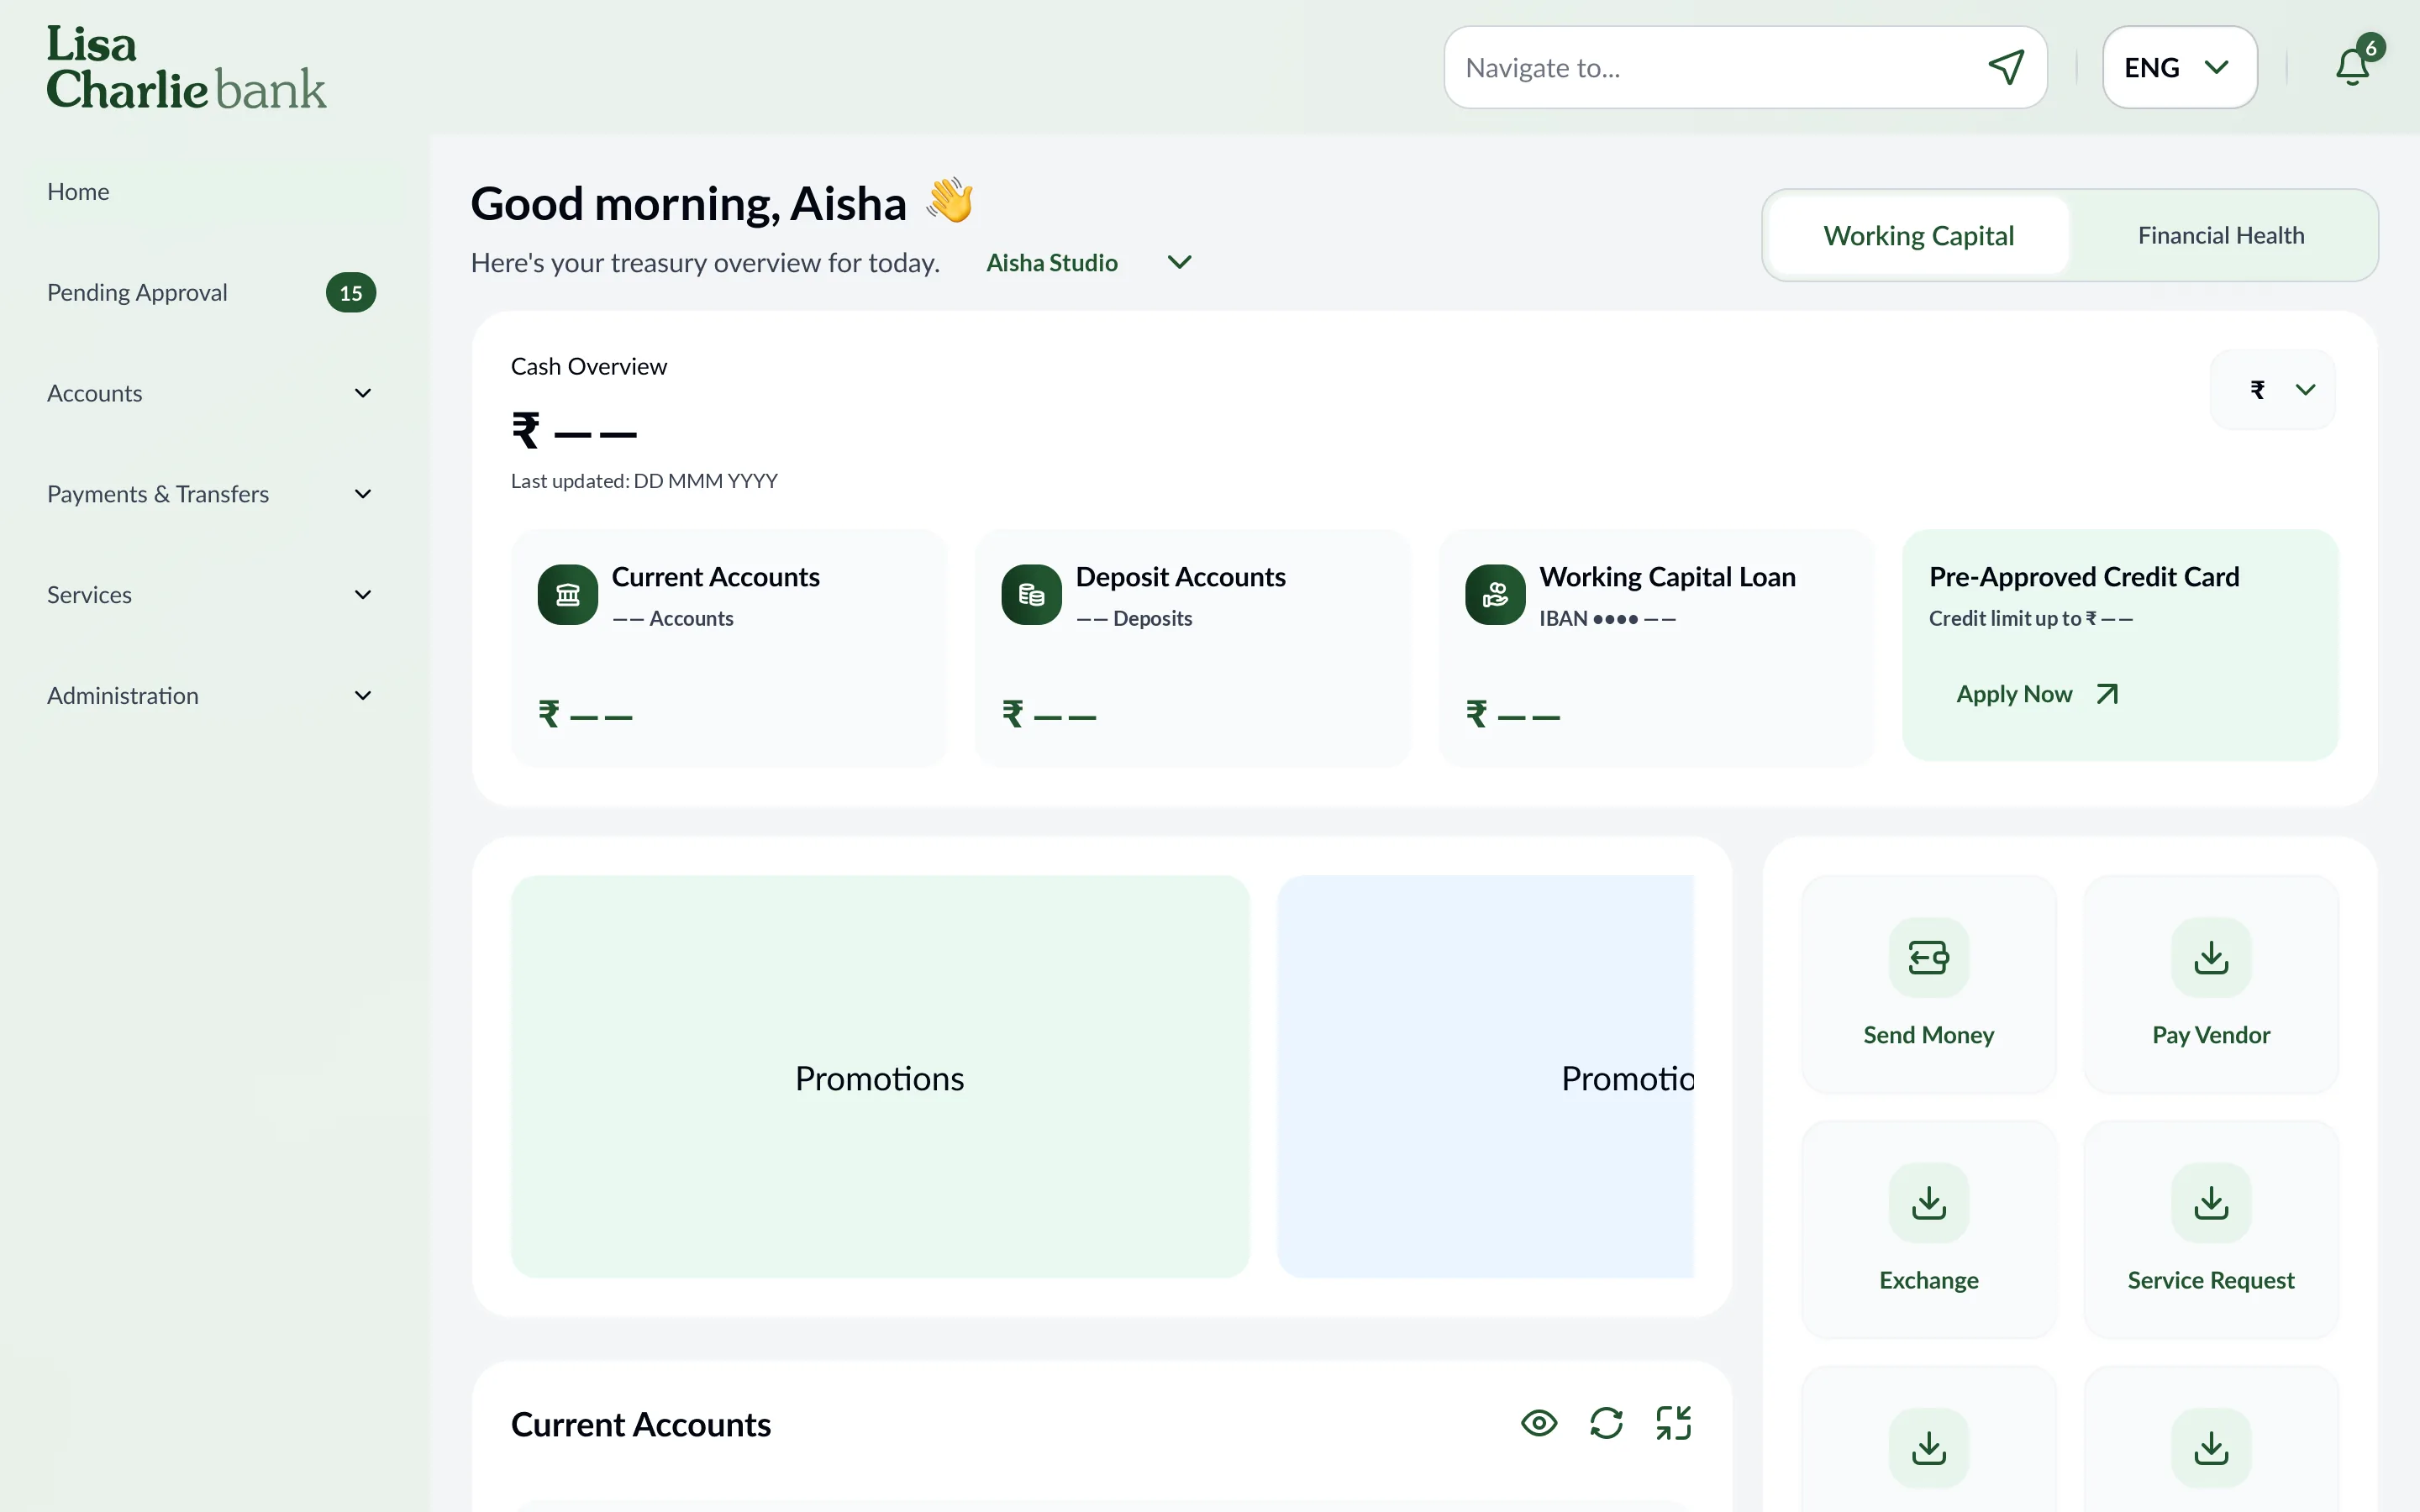 Lisa
Charlie bank
Navigate to...
ENG
6
Home
Pending Approval
15
Accounts
Payments & Transfers
Services
Administration
Good morning, Aisha 👋
Here's your treasury overview for today.
Aisha Studio
Working Capital
Financial Health
Cash Overview
₹ ——
Last updated: DD MMM YYYY
₹
Current Accounts
—— Accounts
₹ ——
Deposit Accounts
—— Deposits
₹ ——
Working Capital Loan
IBAN •••• ——
₹ ——
Pre-Approved Credit Card
Credit limit up to ₹ ——
Apply Now
Promotions
Promotio
Send Money
Pay Vendor
Exchange
Service Request
Current Accounts